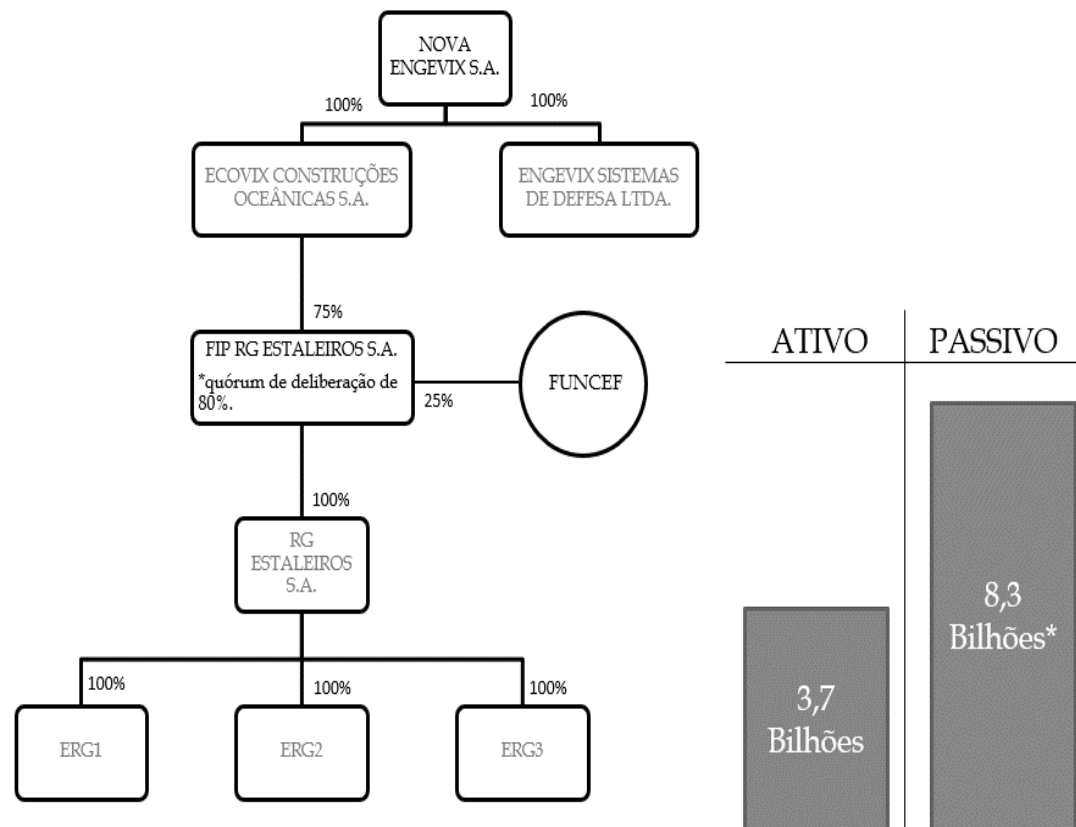 NOVA
ENGEVIX S.A.
100%
100%
ECOVIX CONSTRUÇÕES
OCEÂNICAS S.A.
ENGEVIX SISTEMAS
DE DEFESA LTDA.
75%
FIP RG ESTALEIROS S.A.
*quórum de deliberação de
80%.
25%
FUNCEF
100%
RG
ESTALEIROS
S.A.
100%
100%
100%
ERG1
ERG2
ERG3
ATIVO
PASSIVO
3,7
Bilhões
8,3
Bilhões*